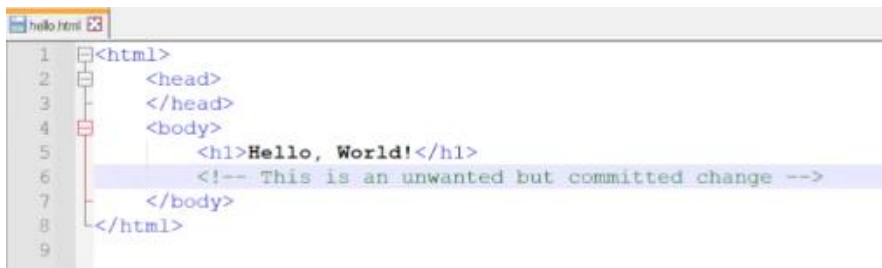 hello.html
1 <html>
2 <head>
3 </head>
4 <body>
5 <h1>Hello, World!</h1>
6 <!-- This is an unwanted but committed change -->
7 </body>
8 </html>
9